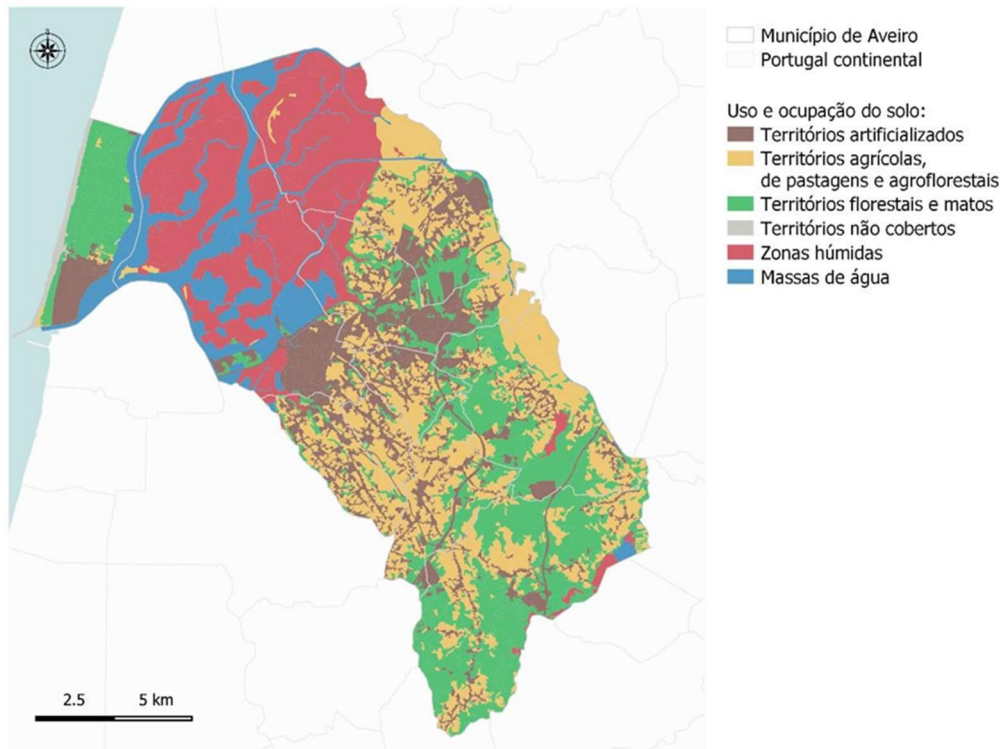 Município de Aveiro
Portugal continental
Uso e ocupação do solo:
Territórios artificializados
Territórios agrícolas,
de pastagens e agroflorestais
Territórios florestais e matos
Territórios não cobertos
Zonas húmidas
Massas de água
2.5 5 km